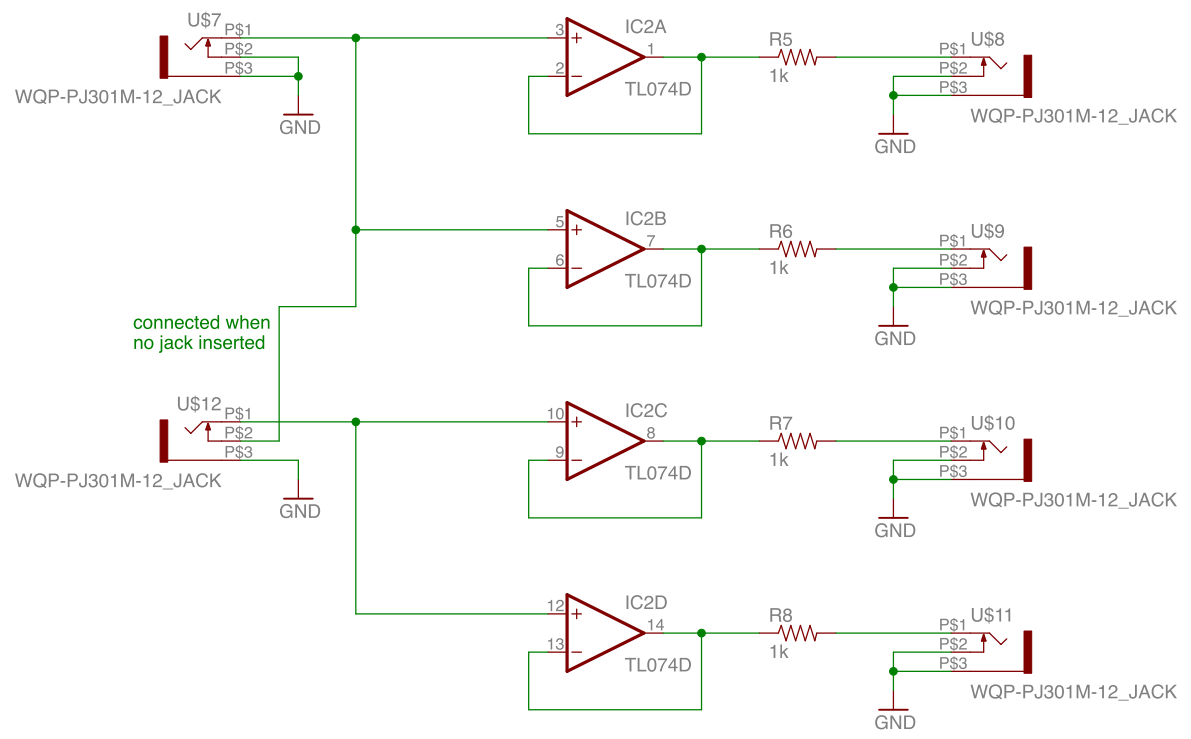 U$7
P$1
P$2
P$3
WQP-PJ301M-12_JACK
GND
3
2
1
IC2A
TL074D
R5
1k
U$8
P$1
P$2
P$3
WQP-PJ301M-12_JACK
GND
5
6
7
IC2B
TL074D
R6
1k
U$9
P$1
P$2
P$3
WQP-PJ301M-12_JACK
GND
connected when
no jack inserted
U$12
P$1
P$2
P$3
WQP-PJ301M-12_JACK
GND
10
9
8
IC2C
TL074D
R7
1k
U$10
P$1
P$2
P$3
WQP-PJ301M-12_JACK
GND
12
13
14
IC2D
TL074D
R8
1k
U$11
P$1
P$2
P$3
WQP-PJ301M-12_JACK
GND